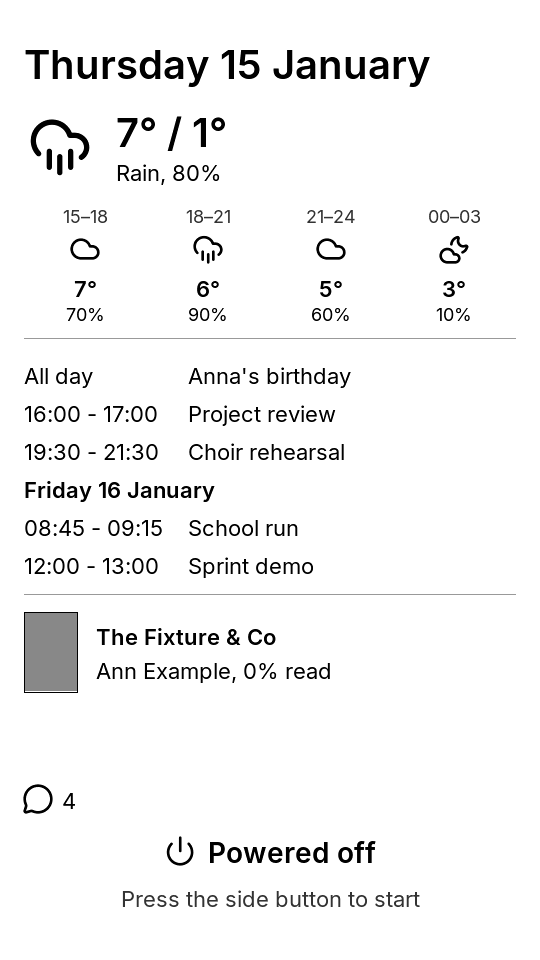 Thursday 15 January
7° / 1°
Rain, 80%
15–18 18–21 21–24 00–03
7° 6° 5° 3°
70% 90% 60% 10%
All day Anna's birthday
16:00 - 17:00 Project review
19:30 - 21:30 Choir rehearsal
Friday 16 January
08:45 - 09:15 School run
12:00 - 13:00 Sprint demo
The Fixture & Co
Ann Example, 0% read
4
Powered off
Press the side button to start